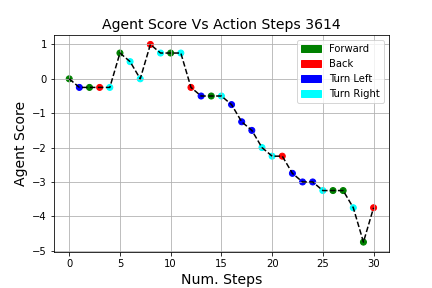 Agent Score Vs Action Steps 3614
Forward
Back
Turn Left
Turn Right
Agent Score
1
0
−1
−2
−3
−4
−5
0 5 10 15 20 25 30
Num. Steps